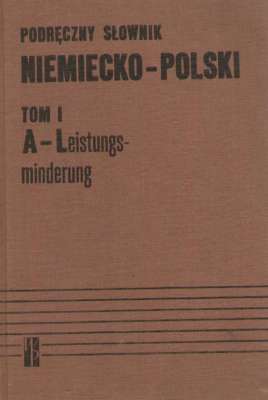 PODRĘCZNY SŁOWNIK
NIEMIECKO-POLSKI
TOM I
A-Leistungs-
minderung